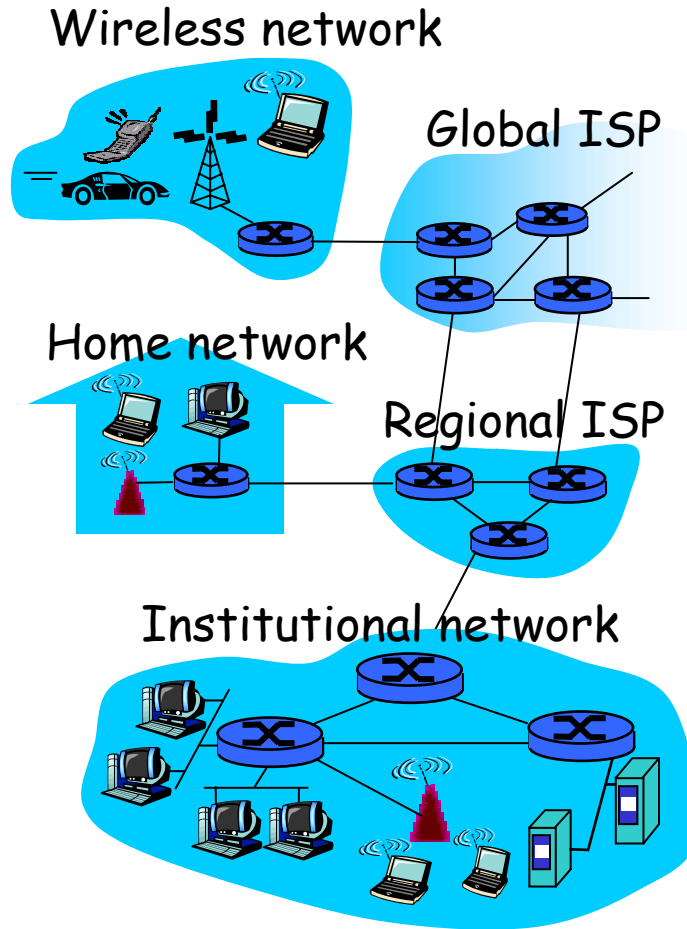 Wireless network
Global ISP
Home network
Regional ISP
Institutional network